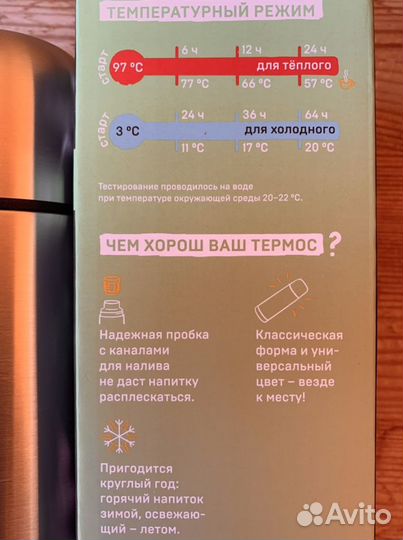 ТЕМПЕРАТУРНЫЙ РЕЖИМ
6 ч 12 ч 24 ч
старт 97 °С для тёплого
77 °С 66 °С 57 °С
24 ч 36 ч 64 ч
старт 3 °С для холодного
11 °С 17 °С 20 °С
Тестирование проводилось на воде
при температуре окружающей среды 20–22 °С.
ЧЕМ ХОРОШ ВАШ ТЕРМОС?
Надежная пробка
с каналами
для налива
не даст напитку
расплескаться.
Классическая
форма и уни-
версальный
цвет – везде
к месту!
Пригодится
круглый год:
горячий напиток
зимой, освежаю-
щий – летом.
Avito